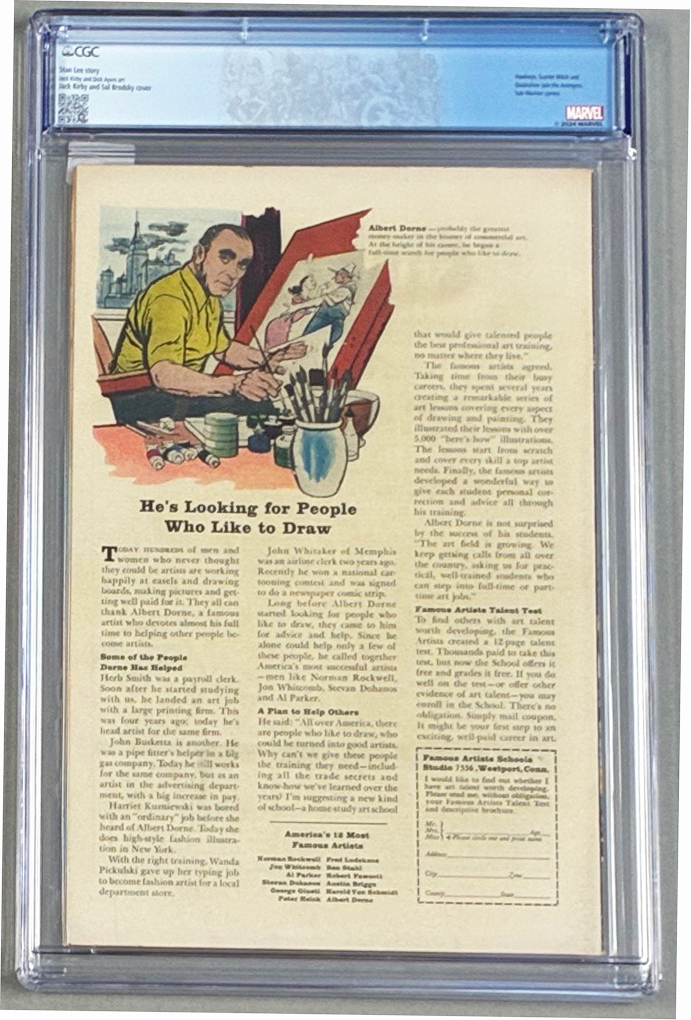 CGC
Stan Lee story
Jack Kirby and Dick Ayers art
Jack Kirby and Sol Brodsky cover
Hawkeye, Scarlet Witch and
Quicksilver join the Avengers.
Sub-Mariner cameo.
MARVEL
© 2024 MARVEL
Albert Dorne—probably the greatest
money-maker in the history of commercial art.
At the height of his career, he began a
full-time search for people who like to draw.
He's Looking for People
Who Like to Draw
TODAY HUNDREDS of men and
women who never thought
they could be artists are working
happily at easels and drawing
boards, making pictures and get-
ting well paid for it. They all can
thank Albert Dorne, a famous
artist who devotes almost his full
time to helping other people be-
come artists.
Some of the People
Dorne Has Helped
Herb Smith was a payroll clerk.
Soon after he started studying
with us, he landed an art job
with a large printing firm. This
was four years ago; today he's
head artist for the same firm.
John Busketta is another. He
was a pipe fitter's helper in a big
gas company. Today he still works
for the same company, but as an
artist in the advertising depart-
ment, with a big increase in pay.
Harriet Kuzniewski was bored
with an "ordinary" job before she
heard of Albert Dorne. Today she
does high-style fashion illustra-
tion in New York.
With the right training, Wanda
Pickulski gave up her typing job
to become fashion artist for a local
department store.
John Whitaker of Memphis
was an airline clerk two years ago.
Recently he won a national car-
tooning contest and was signed
to do a newspaper comic strip.
Long before Albert Dorne
started looking for people who
like to draw, they came to him
for advice and help. Since he
alone could help only a few of
these people, he called together
America's most successful artists
—men like Norman Rockwell,
Jon Whitcomb, Stevan Dohanos
and Al Parker.
A Plan to Help Others
He said: "All over America, there
are people who like to draw, who
could be turned into good artists.
Why can't we give these people
the training they need—includ-
ing all the trade secrets and
know-how we've learned over the
years? I'm suggesting a new kind
of school—a home-study art school
America's 12 Most
Famous Artists
Norman Rockwell Fred Ludekens
Jon Whitcomb Ben Stahl
Al Parker Robert Fawcett
Stevan Dohanos Austin Briggs
George Giusti Harold Von Schmidt
Peter Helck Albert Dorne
that would give talented people
the best professional art training,
no matter where they live."
The famous artists agreed.
Taking time from their busy
careers, they spent several years
creating a remarkable series of
art lessons covering every aspect
of drawing and painting. They
illustrated their lessons with over
5,000 "here's-how" illustrations.
The lessons start from scratch
and cover every skill a top artist
needs. Finally, the famous artists
developed a wonderful way to
give each student personal cor-
rection and advice all through
his training.
Albert Dorne is not surprised
by the success of his students.
"The art field is growing. We
keep getting calls from all over
the country, asking us for prac-
tical, well-trained students who
can step into full-time or part-
time art jobs."
Famous Artists Talent Test
To find others with art talent
worth developing, the Famous
Artists created a 12-page talent
test. Thousands paid to take this
test, but now the School offers it
free and grades it free. If you do
well on the test—or offer other
evidence of art talent—you may
enroll in the School. There's no
obligation. Simply mail coupon.
It might be your first step to an
exciting, well-paid career in art.
Famous Artists Schools
Studio 7356, Westport, Conn.
I would like to find out whether I
have art talent worth developing.
Please send me, without obligation,
your Famous Artists Talent Test
and descriptive brochure.
Mr.
Mrs. Age
Miss Please circle one and print name
Address
City Zone
County State